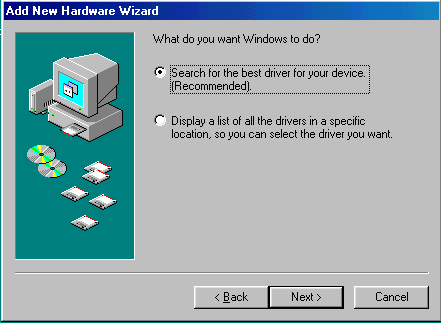 Add New Hardware Wizard
What do you want Windows to do?
Search for the best driver for your device.
(Recommended).
Display a list of all the drivers in a specific
location, so you can select the driver you want.
< Back
Next >
Cancel